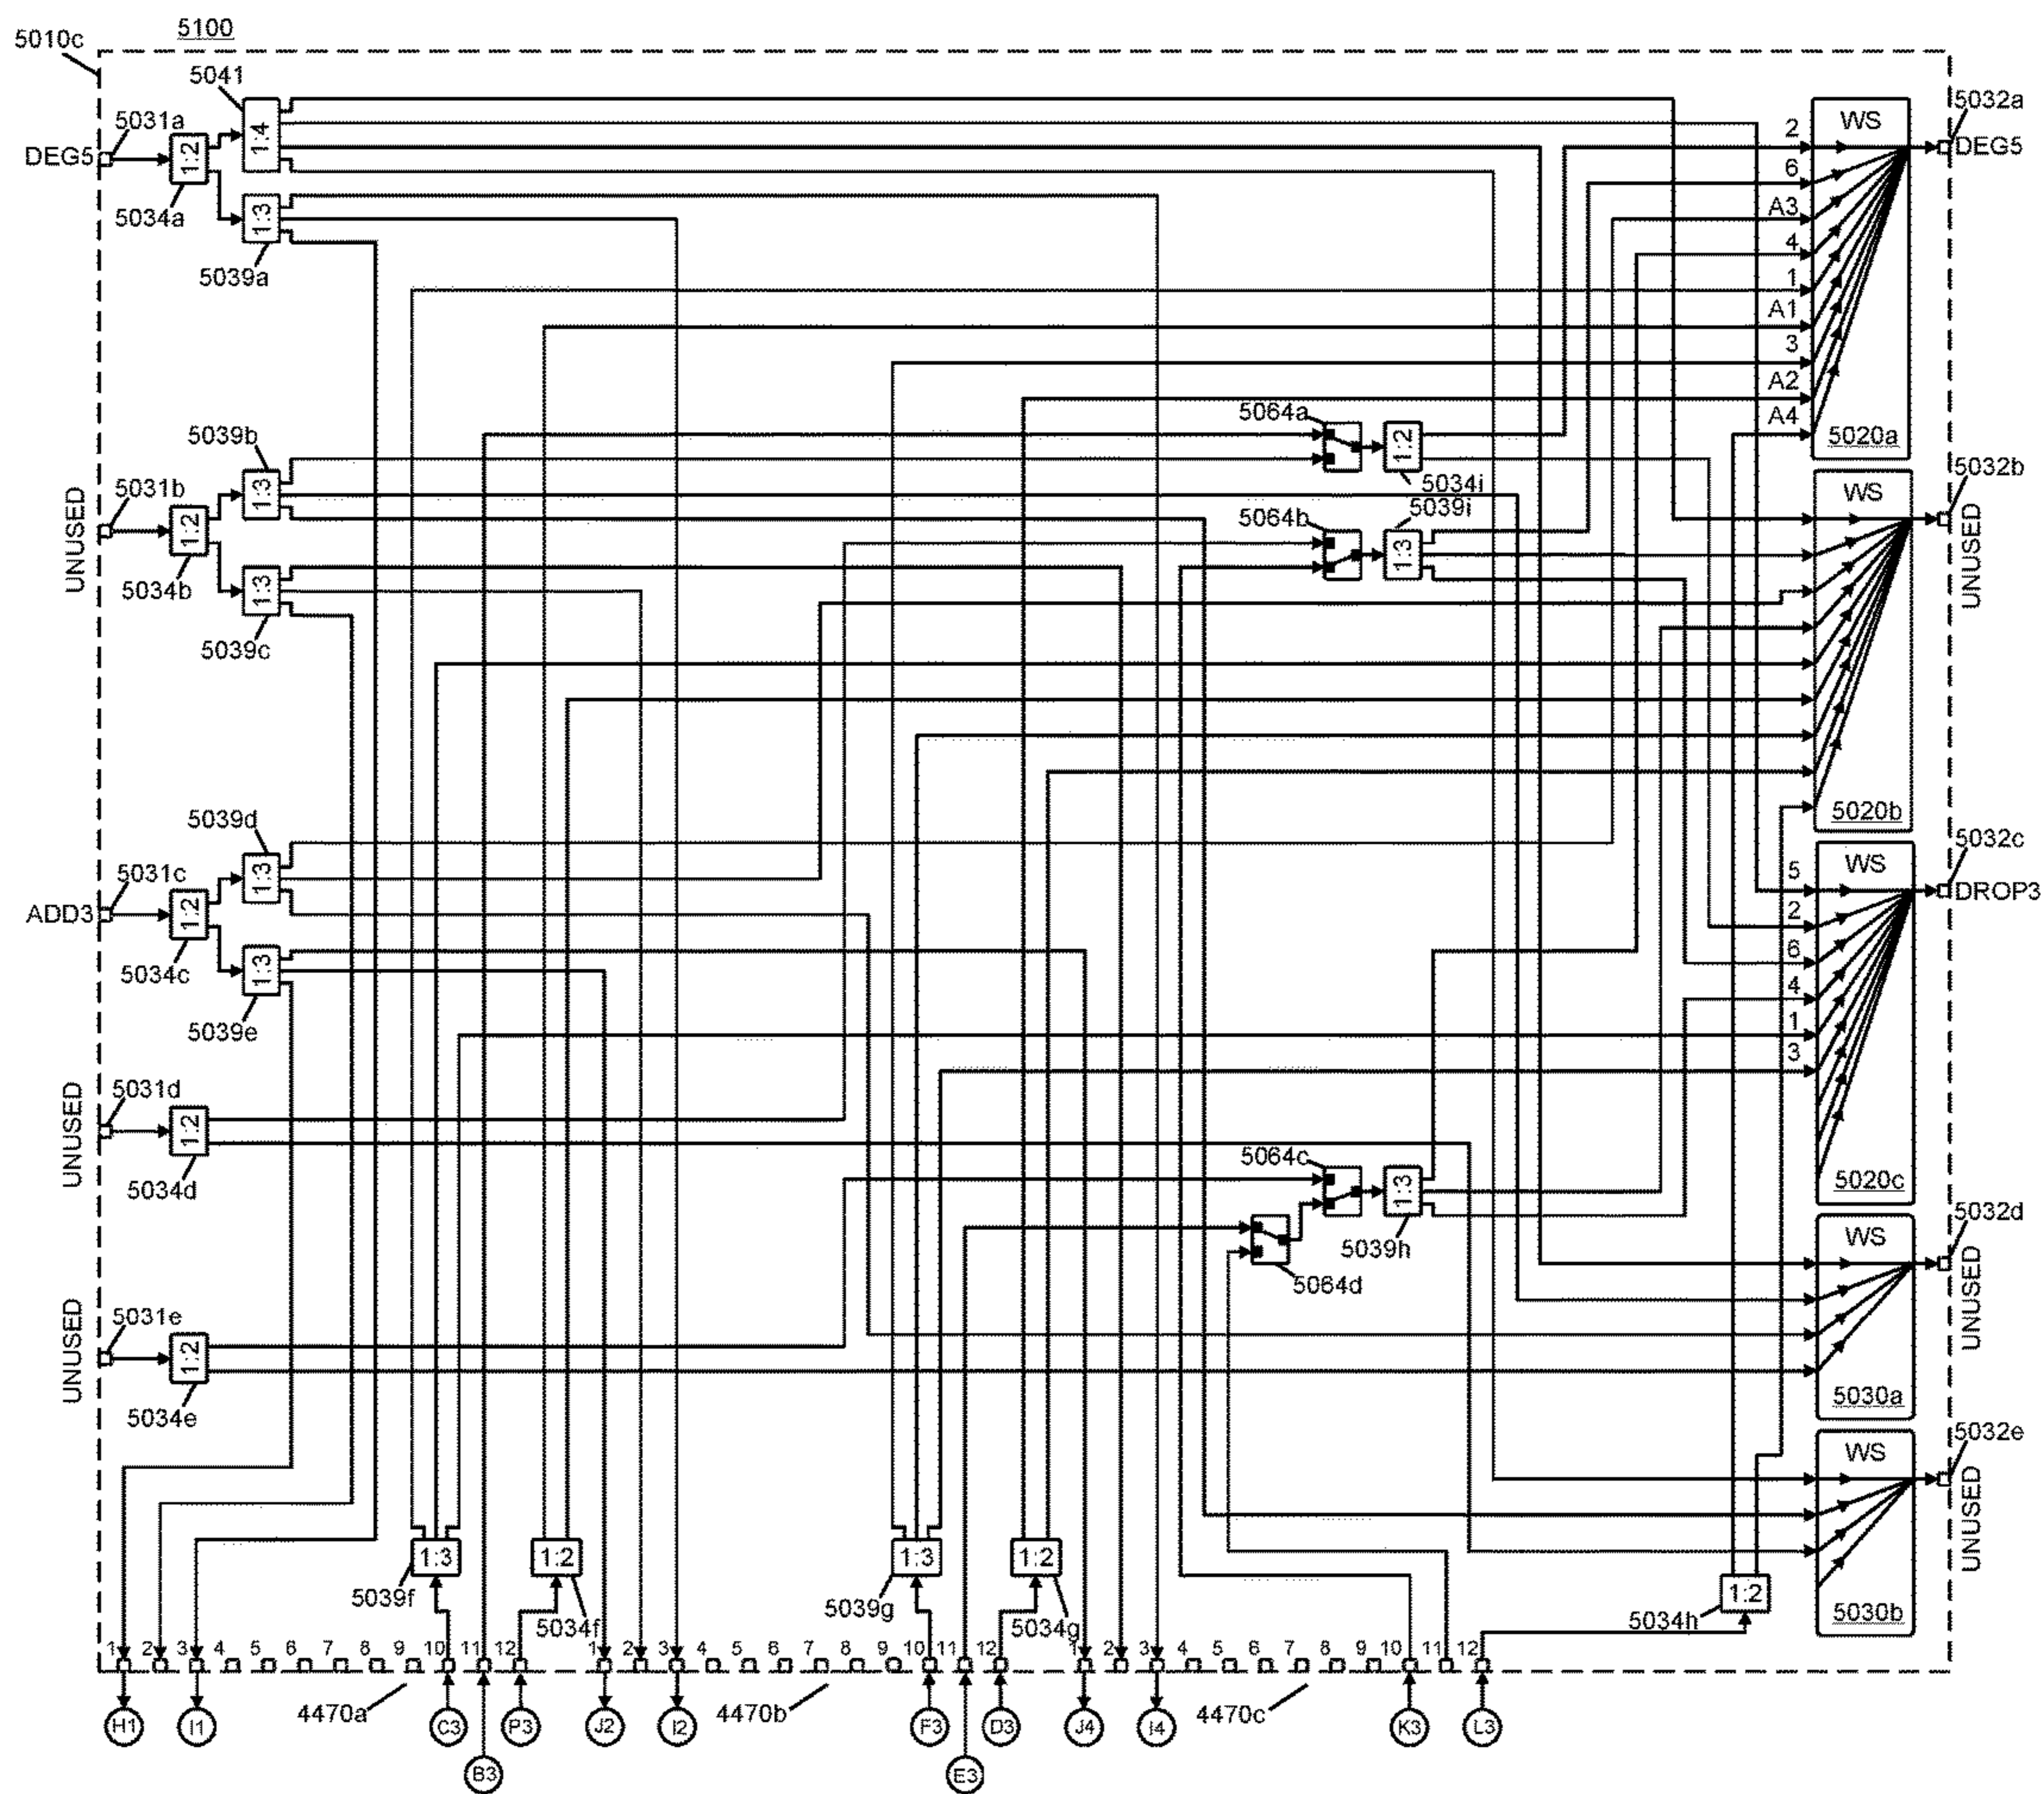 5100
5010c
5041
5031a
5032a
1:4
2
WS
DEG5
1:2
DEG5
6
5034a
1:3
A3
5039a
4
1
A1
3
A2
5064a
A4
5039b
1:2
5020a
5032b
5031b
1:3
5034i
WS
UNUSED
1:2
5064b
5039i
UNUSED
5034b
1:3
1:3
5039c
5020b
5039d
5032c
5031c
1:3
5
WS
ADD3
1:2
2
DROP3
5034c
1:3
6
5039e
4
1
3
5031d
UNUSED
1:2
5064c
5034d
1:3
5020c
5032d
5039h
WS
5064d
UNUSED
5031e
UNUSED
1:2
5030a
5034e
5032e
WS
UNUSED
1:3
1:2
1:3
1:2
5039f
5034f
5039g
5034g
5034h
1:2
5030b
1 2 3 4 5 6 7 8 9 10 11 12 1 2 3 4 5 6 7 8 9 10 11 12 1 2 3 4 5 6 7 8 9 10 11 12
4470a
4470b
4470c
H1 I1 C3 P3 J2 I2 F3 D3 J4 I4 K3 L3
B3 E3